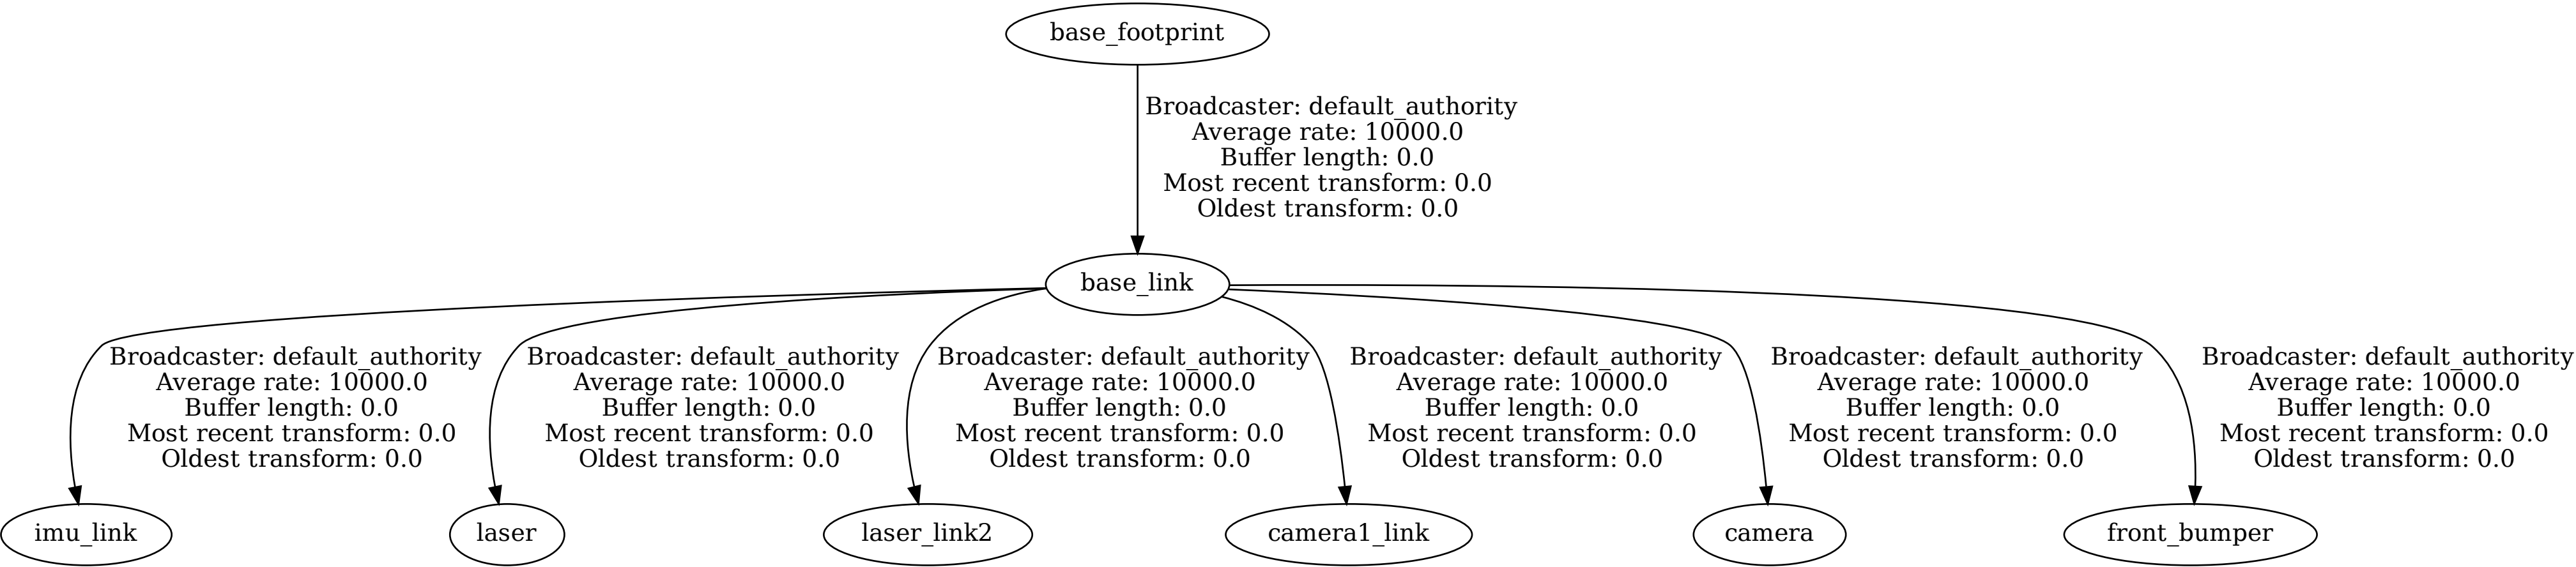 base_footprint
Broadcaster: default_authority
Average rate: 10000.0
Buffer length: 0.0
Most recent transform: 0.0
Oldest transform: 0.0
base_link
Broadcaster: default_authority
Average rate: 10000.0
Buffer length: 0.0
Most recent transform: 0.0
Oldest transform: 0.0
Broadcaster: default_authority
Average rate: 10000.0
Buffer length: 0.0
Most recent transform: 0.0
Oldest transform: 0.0
Broadcaster: default_authority
Average rate: 10000.0
Buffer length: 0.0
Most recent transform: 0.0
Oldest transform: 0.0
Broadcaster: default_authority
Average rate: 10000.0
Buffer length: 0.0
Most recent transform: 0.0
Oldest transform: 0.0
Broadcaster: default_authority
Average rate: 10000.0
Buffer length: 0.0
Most recent transform: 0.0
Oldest transform: 0.0
Broadcaster: default_authority
Average rate: 10000.0
Buffer length: 0.0
Most recent transform: 0.0
Oldest transform: 0.0
imu_link
laser
laser_link2
camera1_link
camera
front_bumper